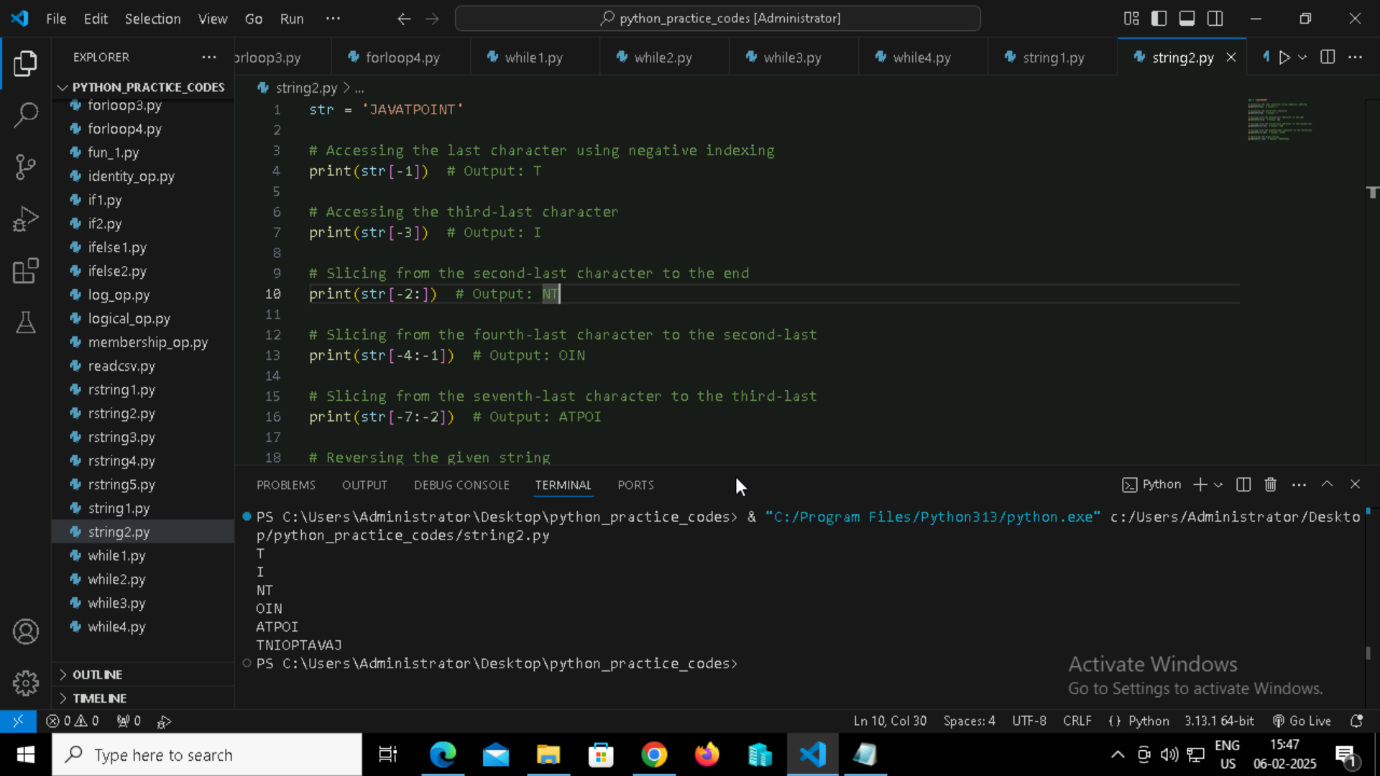 File Edit Selection View Go Run ··· python_practice_codes [Administrator]
EXPLORER ···
PYTHON_PRACTICE_CODES
forloop3.py
forloop4.py
fun_1.py
identity_op.py
if1.py
if2.py
ifelse1.py
ifelse2.py
log_op.py
logical_op.py
membership_op.py
readcsv.py
rstring1.py
rstring2.py
rstring3.py
rstring4.py
rstring5.py
string1.py
string2.py
while1.py
while2.py
while3.py
while4.py
OUTLINE
TIMELINE
orloop3.py forloop4.py while1.py while2.py while3.py while4.py string1.py string2.py
string2.py > ...
1 str = 'JAVATPOINT'
2
3 # Accessing the last character using negative indexing
4 print(str[-1])  # Output: T
5
6 # Accessing the third-last character
7 print(str[-3])  # Output: I
8
9 # Slicing from the second-last character to the end
10 print(str[-2:])  # Output: NT
11
12 # Slicing from the fourth-last character to the second-last
13 print(str[-4:-1])  # Output: OIN
14
15 # Slicing from the seventh-last character to the third-last
16 print(str[-7:-2])  # Output: ATPOI
17
18 # Reversing the given string
PROBLEMS OUTPUT DEBUG CONSOLE TERMINAL PORTS Python
PS C:\Users\Administrator\Desktop\python_practice_codes> & "C:/Program Files/Python313/python.exe" c:/Users/Administrator/Deskto
p/python_practice_codes/string2.py
T
I
NT
OIN
ATPOI
TNIOPTAVAJ
PS C:\Users\Administrator\Desktop\python_practice_codes>
Activate Windows
Go to Settings to activate Windows.
0 0 0 Ln 10, Col 30 Spaces: 4 UTF-8 CRLF {} Python 3.13.1 64-bit Go Live
Type here to search
ENG
US
15:47
06-02-2025
1